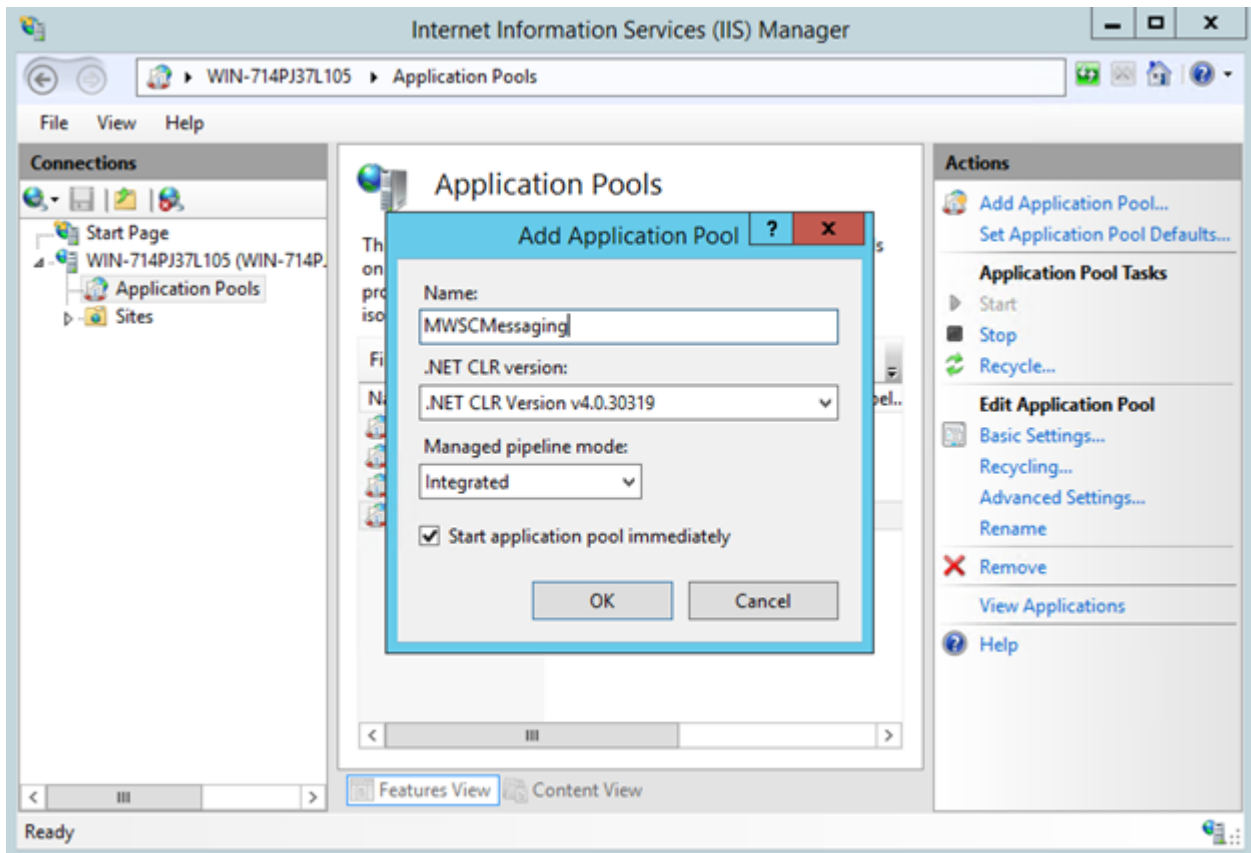 Internet Information Services (IIS) Manager
WIN-714PJ37L105 ▸ Application Pools
File View Help
Connections
Start Page
WIN-714PJ37L105 (WIN-714P
Application Pools
Sites
Application Pools
Th
on
pro
iso
s
Fi
Na
pel..
Add Application Pool ? x
Name:
MWSCMessaging
.NET CLR version:
.NET CLR Version v4.0.30319
Managed pipeline mode:
Integrated
Start application pool immediately
OK Cancel
Features View Content View
Actions
Add Application Pool...
Set Application Pool Defaults...
Application Pool Tasks
Start
Stop
Recycle...
Edit Application Pool
Basic Settings...
Recycling...
Advanced Settings...
Rename
Remove
View Applications
Help
Ready